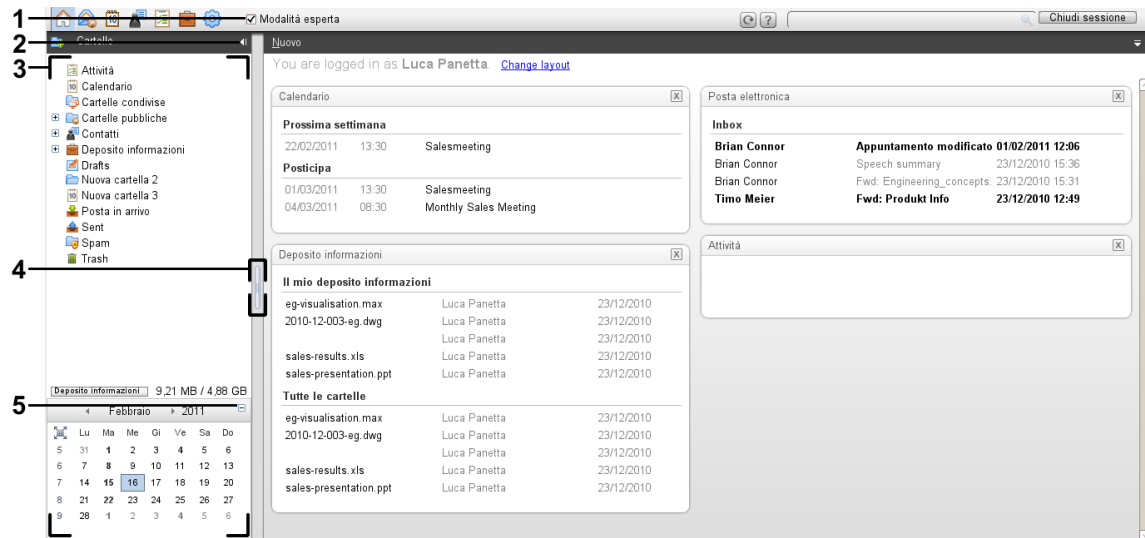 1
Modalità esperta
?
Chiudi sessione
2
Cartelle
Nuovo
3
You are logged in as Luca Panetta Change layout
Attività
Calendario
Cartelle condivise
Cartelle pubbliche
Contatti
Deposito informazioni
Drafts
Nuova cartella 2
Nuova cartella 3
Posta in arrivo
Sent
Spam
Trash
4
Deposito informazioni 9,21 MB / 4,88 GB
5
Febbraio 2011
Lu Ma Me Gi Ve Sa Do
5 31 1 2 3 4 5 6
6 7 8 9 10 11 12 13
7 14 15 16 17 18 19 20
8 21 22 23 24 25 26 27
9 28 1 2 3 4 5 6
Calendario X
Prossima settimana
22/02/2011 13:30 Salesmeeting
Posticipa
01/03/2011 13:30 Salesmeeting
04/03/2011 08:30 Monthly Sales Meeting
Deposito informazioni X
Il mio deposito informazioni
eg-visualisation.max Luca Panetta 23/12/2010
2010-12-003-eg.dwg Luca Panetta 23/12/2010
Luca Panetta 23/12/2010
sales-results.xls Luca Panetta 23/12/2010
sales-presentation.ppt Luca Panetta 23/12/2010
Tutte le cartelle
eg-visualisation.max Luca Panetta 23/12/2010
2010-12-003-eg.dwg Luca Panetta 23/12/2010
Luca Panetta 23/12/2010
sales-results.xls Luca Panetta 23/12/2010
sales-presentation.ppt Luca Panetta 23/12/2010
Posta elettronica X
Inbox
Brian Connor Appuntamento modificato 01/02/2011 12:06
Brian Connor Speech summary 23/12/2010 15:36
Brian Connor Fwd: Engineering_concepts. 23/12/2010 15:31
Timo Meier Fwd: Produkt Info 23/12/2010 12:49
Attività X